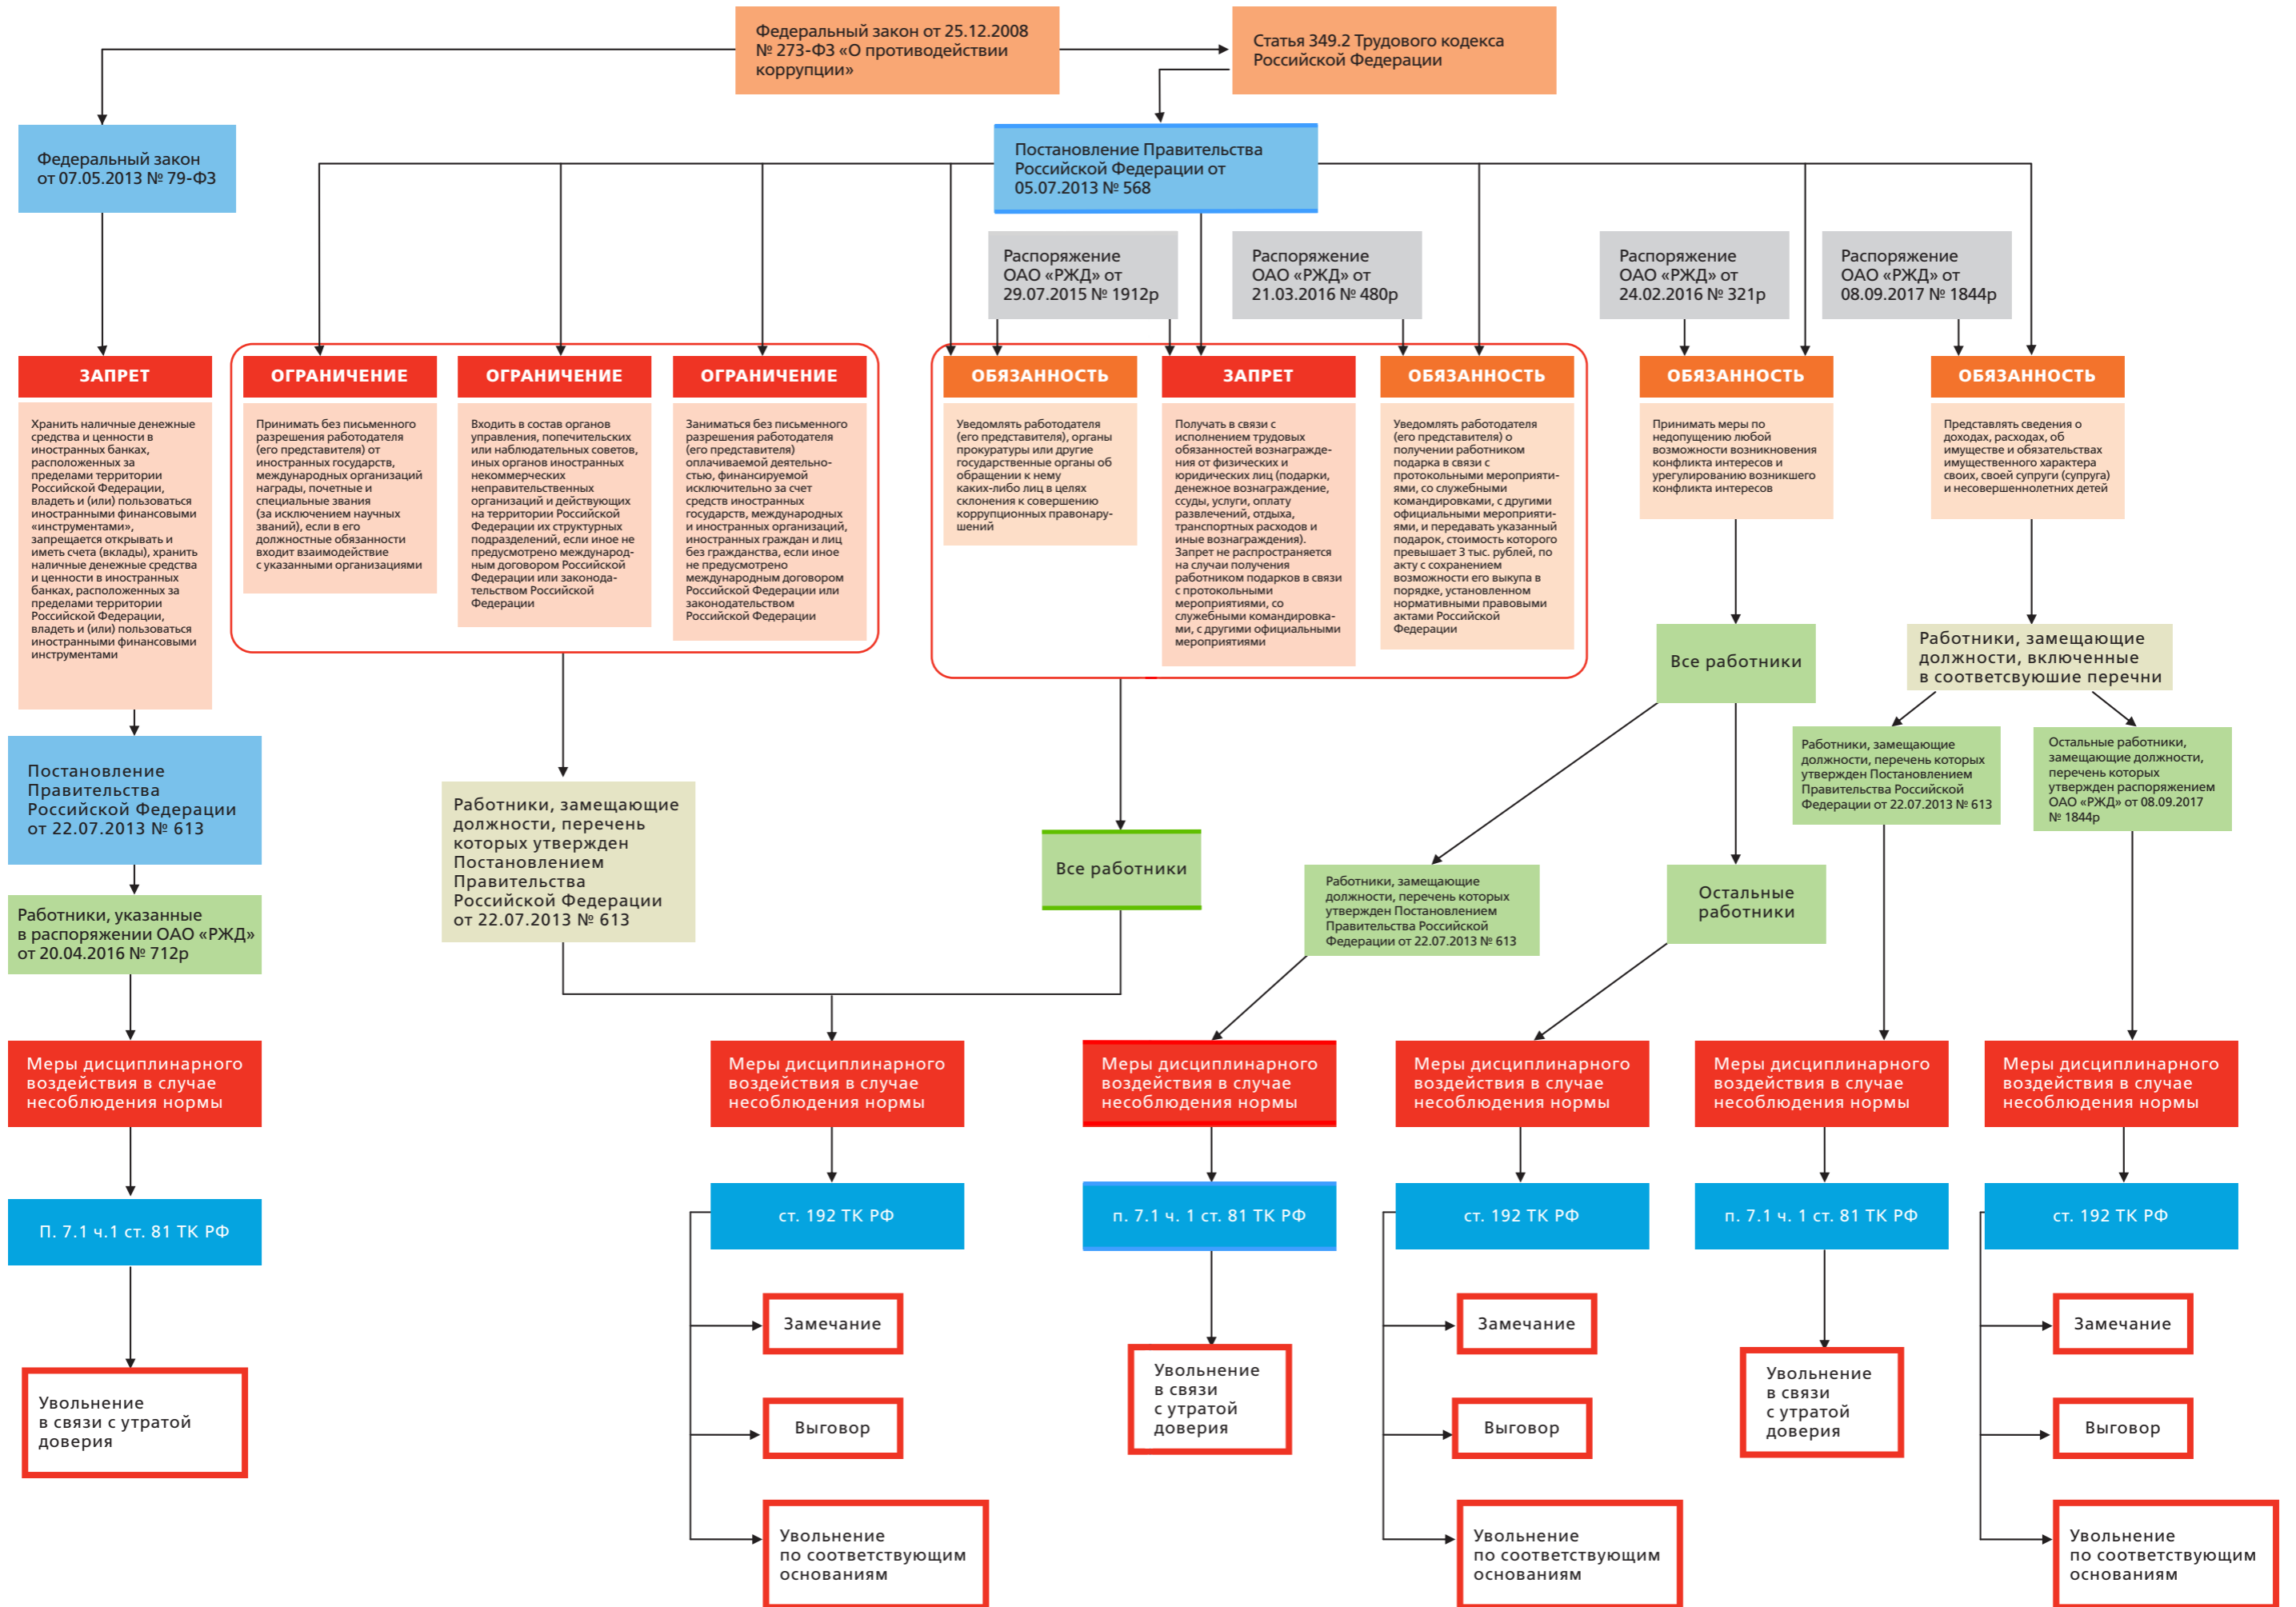 Федеральный закон от 25.12.2008
№ 273-ФЗ «О противодействии
коррупции»
Статья 349.2 Трудового кодекса
Российской Федерации
Федеральный закон
от 07.05.2013 № 79-ФЗ
Постановление Правительства
Российской Федерации от
05.07.2013 № 568
Распоряжение
ОАО «РЖД» от
29.07.2015 № 1912р
Распоряжение
ОАО «РЖД» от
21.03.2016 № 480р
Распоряжение
ОАО «РЖД» от
24.02.2016 № 321р
Распоряжение
ОАО «РЖД» от
08.09.2017 № 1844р
ЗАПРЕТ
Хранить наличные денежные
средства и ценности в
иностранных банках,
расположенных за
пределами территории
Российской Федерации,
владеть и (или) пользоваться
иностранными финансовыми
«инструментами»,
запрещается открывать и
иметь счета (вклады), хранить
наличные денежные средства
и ценности в иностранных
банках, расположенных за
пределами территории
Российской Федерации,
владеть и (или) пользоваться
иностранными финансовыми
инструментами
ОГРАНИЧЕНИЕ
Принимать без письменного
разрешения работодателя
(его представителя) от
иностранных государств,
международных организаций
награды, почетные и
специальные звания
(за исключением научных
званий), если в его
должностные обязанности
входит взаимодействие
с указанными организациями
ОГРАНИЧЕНИЕ
Входить в состав органов
управления, попечительских
или наблюдательных советов,
иных органов иностранных
некоммерческих
неправительственных
организаций и действующих
на территории Российской
Федерации их структурных
подразделений, если иное не
предусмотрено международ-
ным договором Российской
Федерации или законода-
тельством Российской
Федерации
ОГРАНИЧЕНИЕ
Заниматься без письменного
разрешения работодателя
(его представителя)
оплачиваемой деятельно-
стью, финансируемой
исключительно за счет
средств иностранных
государств, международных
и иностранных организаций,
иностранных граждан и лиц
без гражданства, если иное
не предусмотрено
международным договором
Российской Федерации или
законодательством
Российской Федерации
ОБЯЗАННОСТЬ
Уведомлять работодателя
(его представителя), органы
прокуратуры или другие
государственные органы об
обращении к нему
каких-либо лиц в целях
склонения к совершению
коррупционных правонару-
шений
ЗАПРЕТ
Получать в связи с
исполнением трудовых
обязанностей вознагражде-
ния от физических и
юридических лиц (подарки,
денежное вознаграждение,
ссуды, услуги, оплату
развлечений, отдыха,
транспортных расходов и
иные вознаграждения).
Запрет не распространяется
на случаи получения
работником подарков в связи
с протокольными
мероприятиями, со
служебными командировка-
ми, с другими официальными
мероприятиями
ОБЯЗАННОСТЬ
Уведомлять работодателя
(его представителя) о
получении работником
подарка в связи с
протокольными мероприяти-
ями, со служебными
командировками, с другими
официальными мероприяти-
ями, и передавать указанный
подарок, стоимость которого
превышает 3 тыс. рублей, по
акту с сохранением
возможности его выкупа в
порядке, установленном
нормативными правовыми
актами Российской
Федерации
ОБЯЗАННОСТЬ
Принимать меры по
недопущению любой
возможности возникновения
конфликта интересов и
урегулированию возникшего
конфликта интересов
ОБЯЗАННОСТЬ
Представлять сведения о
доходах, расходах, об
имуществе и обязательствах
имущественного характера
своих, своей супруги (супруга)
и несовершеннолетних детей
Все работники
Работники, замещающие
должности, включенные
в соответсвуюшие перечни
Работники, замещающие
должности, перечень которых
утвержден Постановлением
Правительства Российской
Федерации от 22.07.2013 № 613
Остальные работники,
замещающие должности,
перечень которых
утвержден распоряжением
ОАО «РЖД» от 08.09.2017
№ 1844р
Постановление
Правительства
Российской Федерации
от 22.07.2013 № 613
Работники, замещающие
должности, перечень
которых утвержден
Постановлением
Правительства
Российской Федерации
от 22.07.2013 № 613
Все работники
Работники, замещающие
должности, перечень которых
утвержден Постановлением
Правительства Российской
Федерации от 22.07.2013 № 613
Остальные
работники
Работники, указанные
в распоряжении ОАО «РЖД»
от 20.04.2016 № 712р
Меры дисциплинарного
воздействия в случае
несоблюдения нормы
Меры дисциплинарного
воздействия в случае
несоблюдения нормы
Меры дисциплинарного
воздействия в случае
несоблюдения нормы
Меры дисциплинарного
воздействия в случае
несоблюдения нормы
Меры дисциплинарного
воздействия в случае
несоблюдения нормы
Меры дисциплинарного
воздействия в случае
несоблюдения нормы
П. 7.1 ч.1 ст. 81 ТК РФ
ст. 192 ТК РФ
п. 7.1 ч. 1 ст. 81 ТК РФ
ст. 192 ТК РФ
п. 7.1 ч. 1 ст. 81 ТК РФ
ст. 192 ТК РФ
Увольнение
в связи с утратой
доверия
Замечание
Выговор
Увольнение
по соответствующим
основаниям
Увольнение
в связи
с утратой
доверия
Замечание
Выговор
Увольнение
по соответствующим
основаниям
Увольнение
в связи
с утратой
доверия
Замечание
Выговор
Увольнение
по соответствующим
основаниям